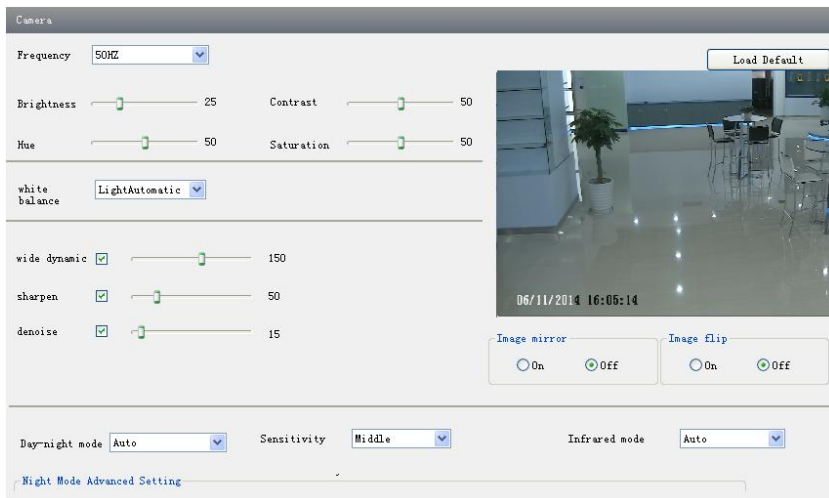 Camera
Frequency 50HZ
Load Default
Brightness 25 Contrast 50
Hue 50 Saturation 50
white balance LightAutomatic
wide dynamic 150
sharpen 50
denoise 15
06/11/2014 16:05:14
Image mirror Image flip
On Off On Off
Day-night mode Auto Sensitivity Middle Infrared mode Auto
Night Mode Advanced Setting